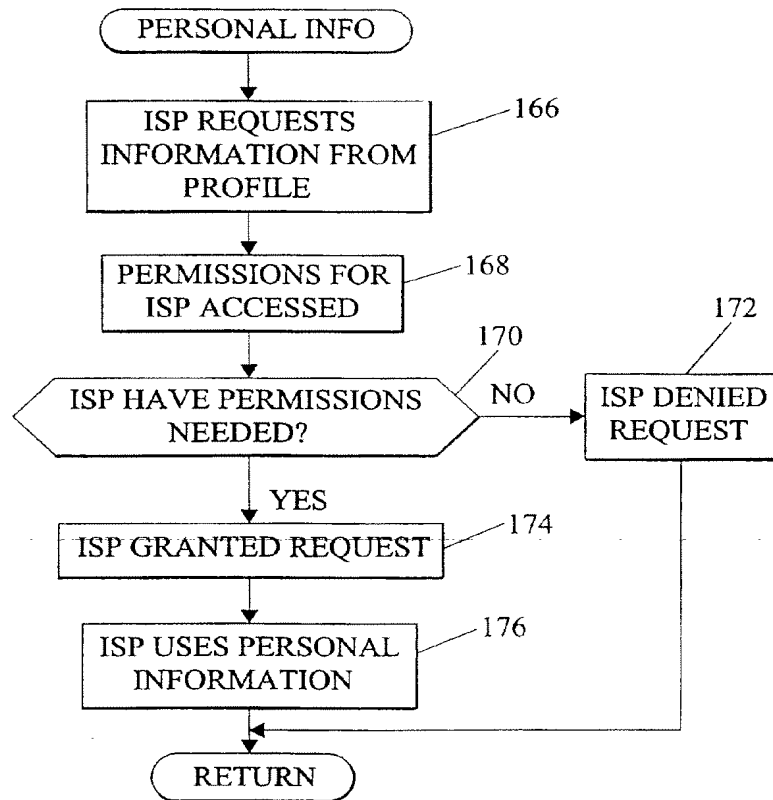 PERSONAL INFO
ISP REQUESTS
INFORMATION FROM
PROFILE
166
PERMISSIONS FOR
ISP ACCESSED
168
ISP HAVE PERMISSIONS
NEEDED?
170
NO
172
ISP DENIED
REQUEST
YES
ISP GRANTED REQUEST
174
ISP USES PERSONAL
INFORMATION
176
RETURN